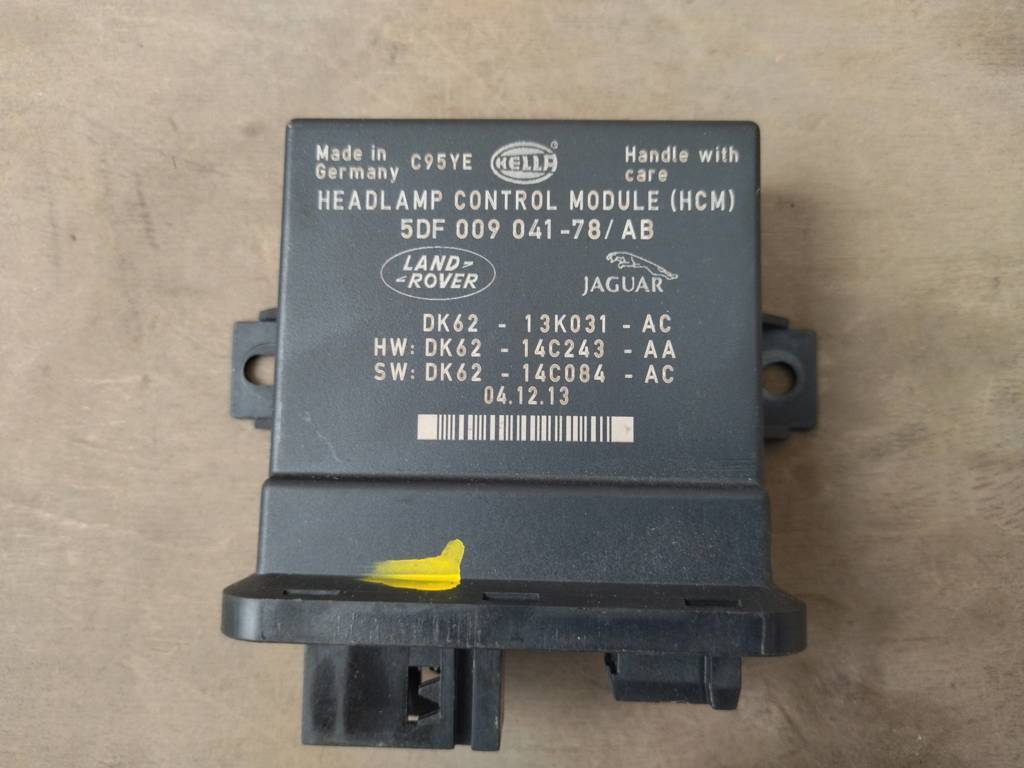 Made in
Germany
C95YE
HELLA
®
Handle with
care
HEADLAMP CONTROL MODULE (HCM)
5DF 009 041-78/AB
LAND-
-ROVER
JAGUAR
DK62 - 13K031 - AC
HW: DK62 - 14C243 - AA
SW: DK62 - 14C084 - AC
04.12.13